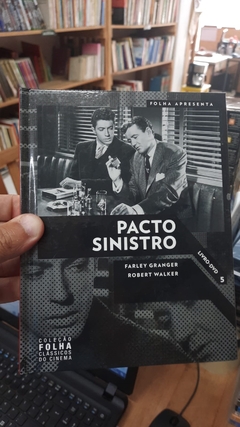 FOLHA APRESENTA
PACTO
SINISTRO
FARLEY GRANGER
ROBERT WALKER
LIVRO-DVD 5
COLEÇÃO
FOLHA
CLÁSSICOS
DO CINEMA